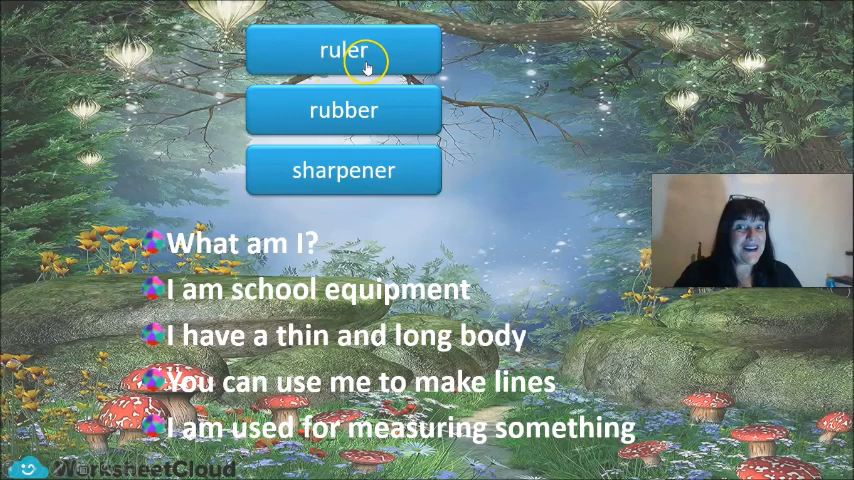 ruler
rubber
sharpener
What am I?
I am school equipment
I have a thin and long body
You can use me to make lines
I am used for measuring something
WorksheetCloud